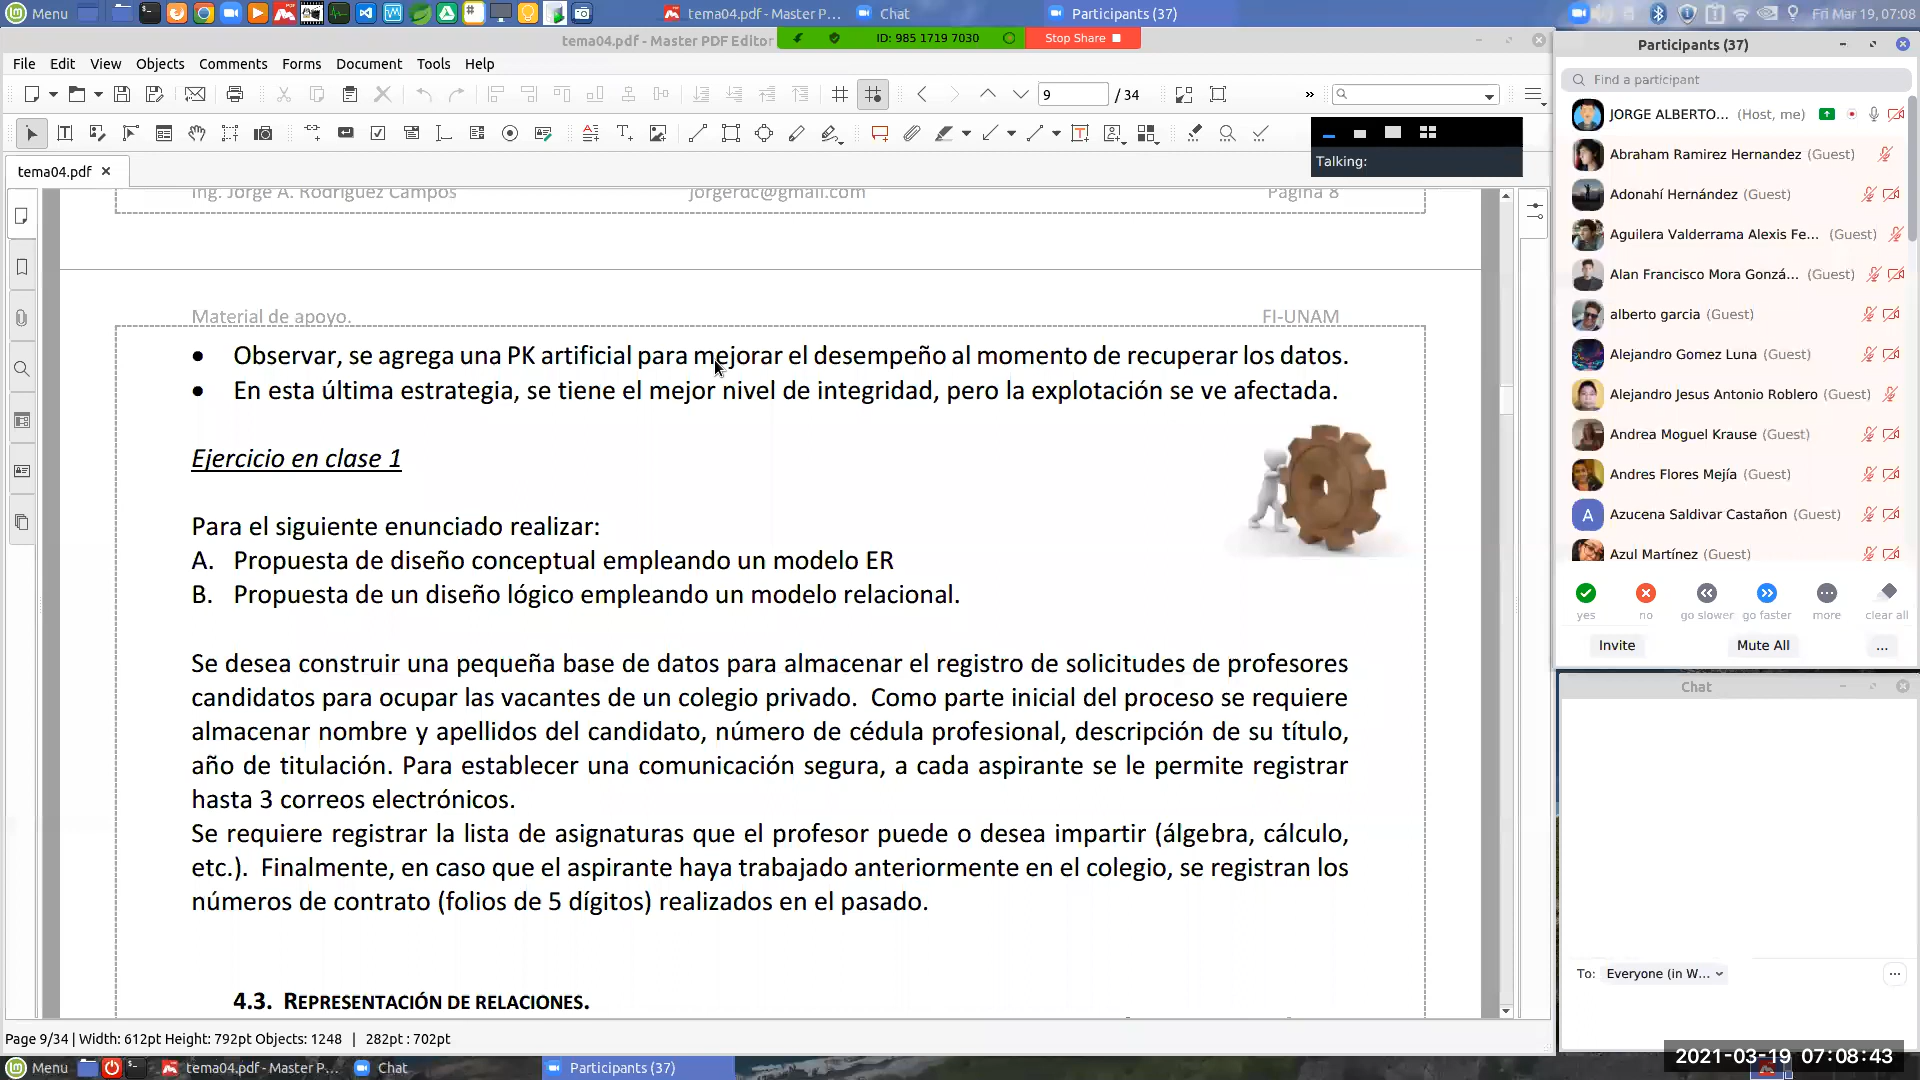 Menu
tema04.pdf - Master P...
Chat
Participants (37)
Fri Mar 19, 07:08
tema04.pdf - Master PDF Editor
ID: 985 1719 7030
Stop Share
File Edit View Objects Comments Forms Document Tools Help
9 / 34
»
Talking:
tema04.pdf
Ing. Jorge A. Rodríguez Campos jorgerdc@gmail.com Página 8
Material de apoyo. FI-UNAM
• Observar, se agrega una PK artificial para mejorar el desempeño al momento de recuperar los datos.
• En esta última estrategia, se tiene el mejor nivel de integridad, pero la explotación se ve afectada.
Ejercicio en clase 1
Para el siguiente enunciado realizar:
A. Propuesta de diseño conceptual empleando un modelo ER
B. Propuesta de un diseño lógico empleando un modelo relacional.
Se desea construir una pequeña base de datos para almacenar el registro de solicitudes de profesores
candidatos para ocupar las vacantes de un colegio privado. Como parte inicial del proceso se requiere
almacenar nombre y apellidos del candidato, número de cédula profesional, descripción de su título,
año de titulación. Para establecer una comunicación segura, a cada aspirante se le permite registrar
hasta 3 correos electrónicos.
Se requiere registrar la lista de asignaturas que el profesor puede o desea impartir (álgebra, cálculo,
etc.). Finalmente, en caso que el aspirante haya trabajado anteriormente en el colegio, se registran los
números de contrato (folios de 5 dígitos) realizados en el pasado.
4.3. REPRESENTACIÓN DE RELACIONES.
Page 9/34 | Width: 612pt Height: 792pt Objects: 1248 | 282pt : 702pt
Participants (37)
Find a participant
JORGE ALBERTO... (Host, me)
Abraham Ramirez Hernandez (Guest)
Adonahí Hernández (Guest)
Aguilera Valderrama Alexis Fe... (Guest)
Alan Francisco Mora Gonzá... (Guest)
alberto garcia (Guest)
Alejandro Gomez Luna (Guest)
Alejandro Jesus Antonio Roblero (Guest)
Andrea Moguel Krause (Guest)
Andres Flores Mejía (Guest)
A Azucena Saldivar Castañon (Guest)
Azul Martínez (Guest)
yes no go slower go faster more clear all
Invite Mute All ...
Chat
To: Everyone (in W...
2021-03-19 07:08:43
Menu
tema04.pdf - Master P...
Chat
Participants (37)